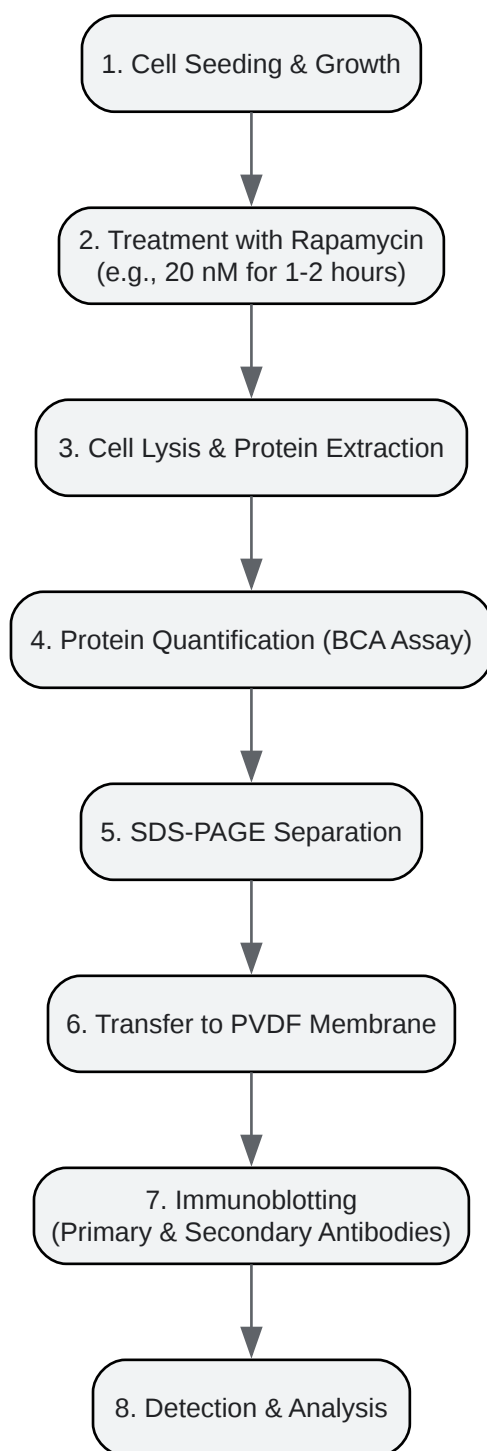 1. Cell Seeding & Growth
2. Treatment with Rapamycin
(e.g., 20 nM for 1-2 hours)
3. Cell Lysis & Protein Extraction
4. Protein Quantification (BCA Assay)
5. SDS-PAGE Separation
6. Transfer to PVDF Membrane
7. Immunoblotting
(Primary & Secondary Antibodies)
8. Detection & Analysis